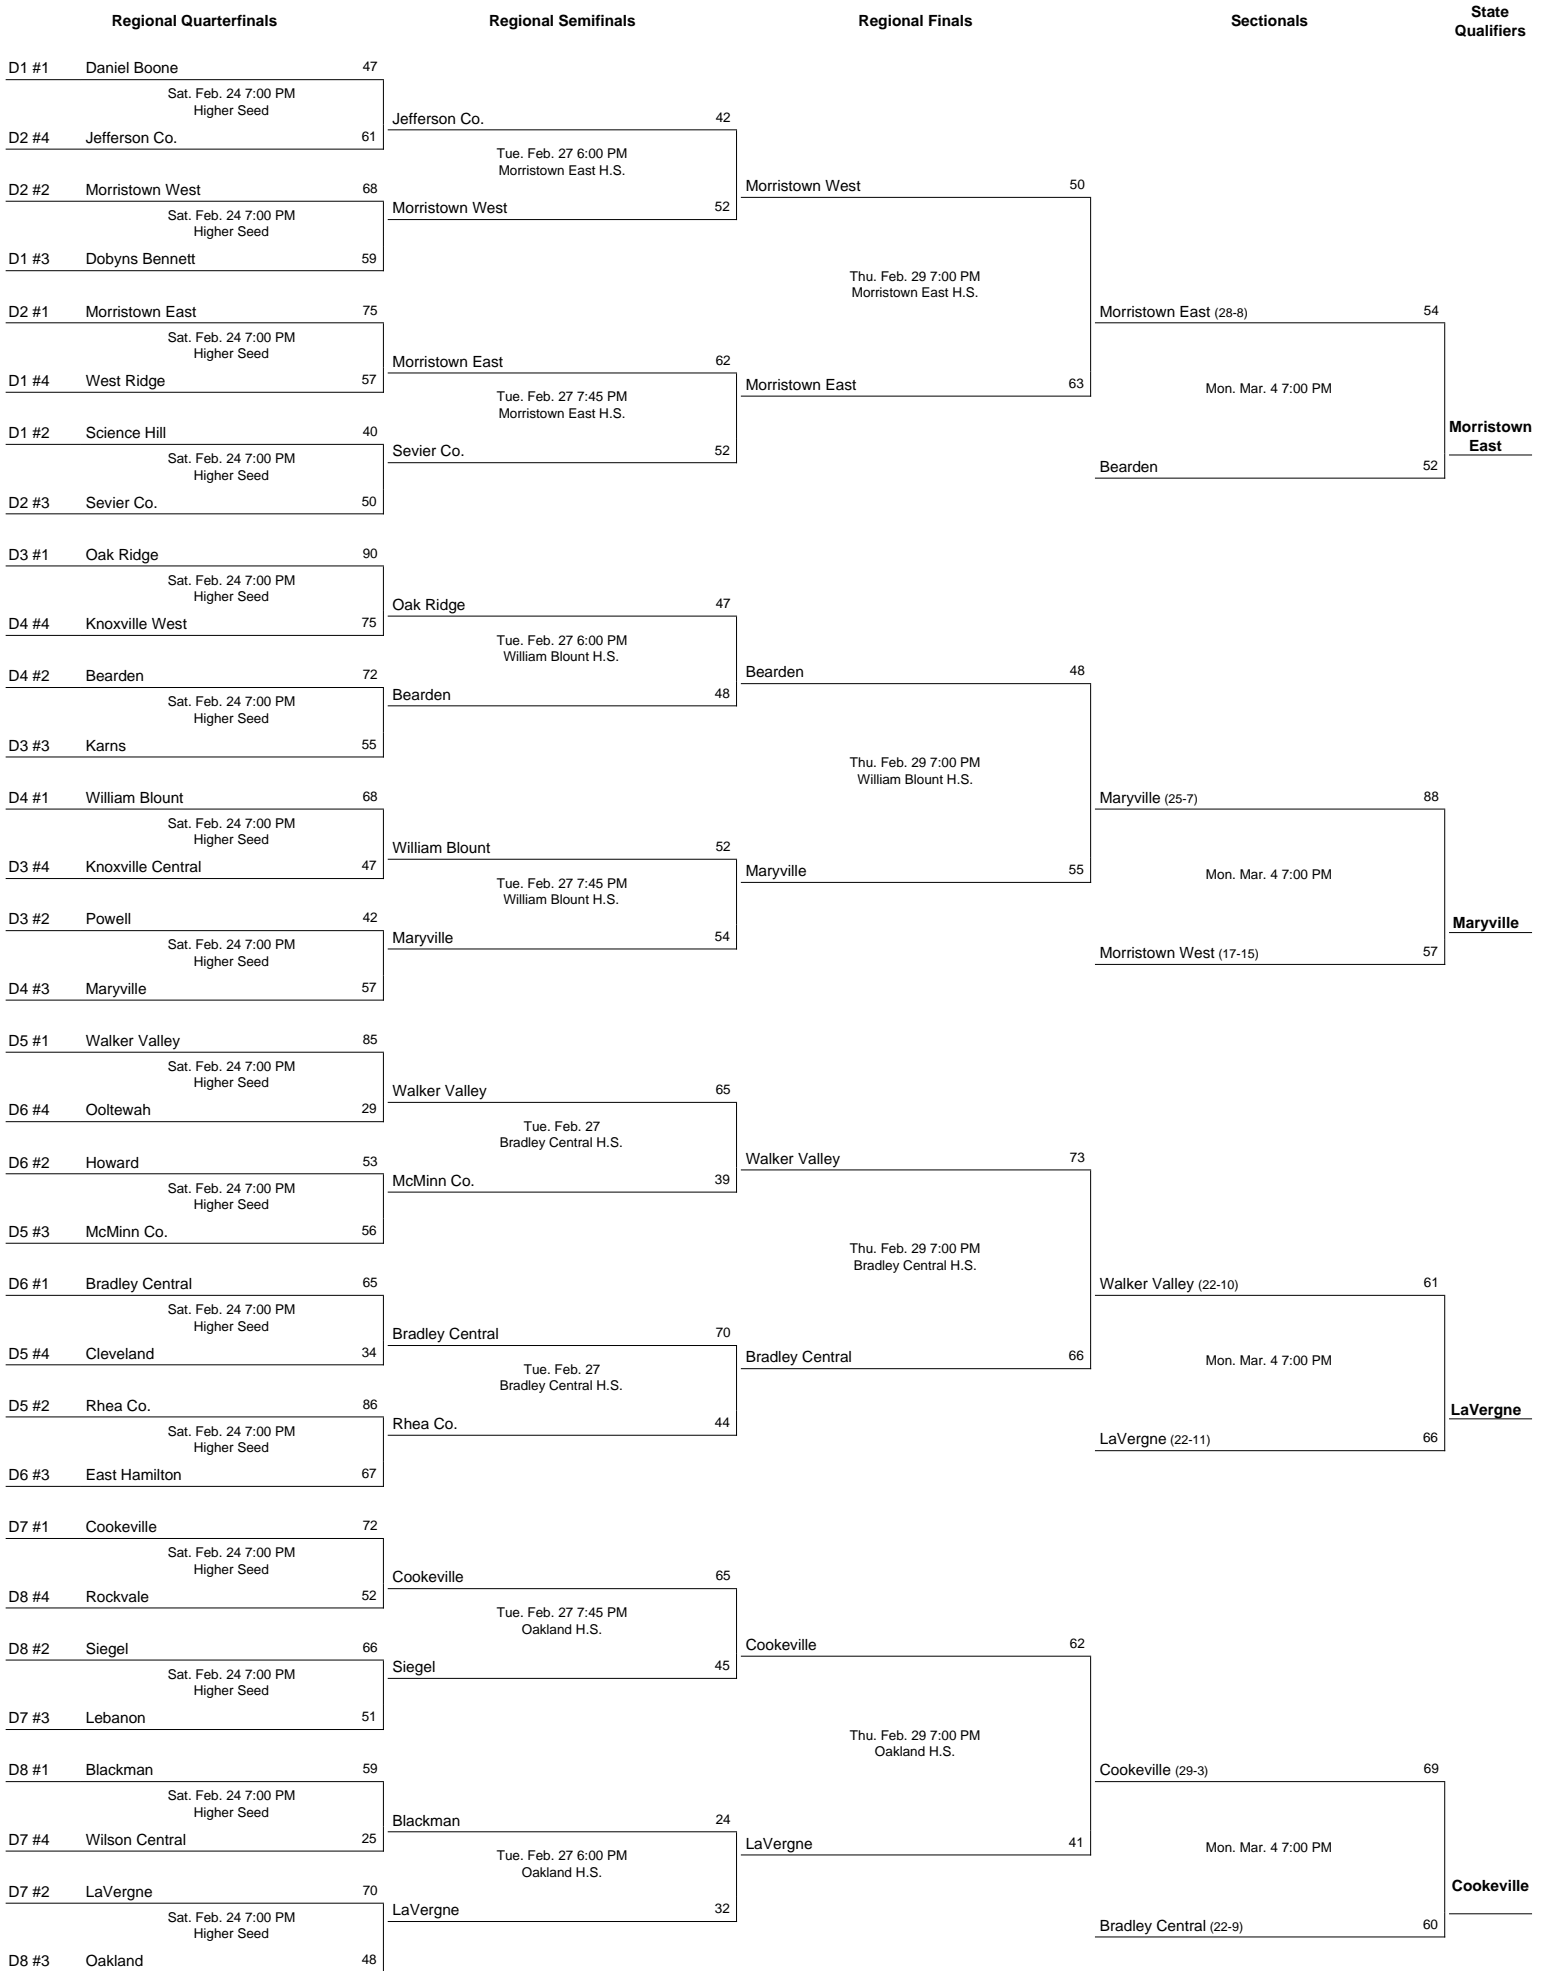 Regional Quarterfinals Regional Semifinals Regional Finals Sectionals State Qualifiers
D1 #1 Daniel Boone 47
Sat. Feb. 24 7:00 PM
Higher Seed
D2 #4 Jefferson Co. 61
D2 #2 Morristown West 68
Sat. Feb. 24 7:00 PM
Higher Seed
D1 #3 Dobyns Bennett 59
D2 #1 Morristown East 75
Sat. Feb. 24 7:00 PM
Higher Seed
D1 #4 West Ridge 57
D1 #2 Science Hill 40
Sat. Feb. 24 7:00 PM
Higher Seed
D2 #3 Sevier Co. 50
D3 #1 Oak Ridge 90
Sat. Feb. 24 7:00 PM
Higher Seed
D4 #4 Knoxville West 75
D4 #2 Bearden 72
Sat. Feb. 24 7:00 PM
Higher Seed
D3 #3 Karns 55
D4 #1 William Blount 68
Sat. Feb. 24 7:00 PM
Higher Seed
D3 #4 Knoxville Central 47
D3 #2 Powell 42
Sat. Feb. 24 7:00 PM
Higher Seed
D4 #3 Maryville 57
D5 #1 Walker Valley 85
Sat. Feb. 24 7:00 PM
Higher Seed
D6 #4 Ooltewah 29
D6 #2 Howard 53
Sat. Feb. 24 7:00 PM
Higher Seed
D5 #3 McMinn Co. 56
D6 #1 Bradley Central 65
Sat. Feb. 24 7:00 PM
Higher Seed
D5 #4 Cleveland 34
D5 #2 Rhea Co. 86
Sat. Feb. 24 7:00 PM
Higher Seed
D6 #3 East Hamilton 67
D7 #1 Cookeville 72
Sat. Feb. 24 7:00 PM
Higher Seed
D8 #4 Rockvale 52
D8 #2 Siegel 66
Sat. Feb. 24 7:00 PM
Higher Seed
D7 #3 Lebanon 51
D8 #1 Blackman 59
Sat. Feb. 24 7:00 PM
Higher Seed
D7 #4 Wilson Central 25
D7 #2 LaVergne 70
Sat. Feb. 24 7:00 PM
Higher Seed
D8 #3 Oakland 48
Jefferson Co. 42
Tue. Feb. 27 6:00 PM
Morristown East H.S.
Morristown West 52
Morristown East 62
Tue. Feb. 27 7:45 PM
Morristown East H.S.
Sevier Co. 52
Oak Ridge 47
Tue. Feb. 27 6:00 PM
William Blount H.S.
Bearden 48
William Blount 52
Tue. Feb. 27 7:45 PM
William Blount H.S.
Maryville 54
Walker Valley 65
Tue. Feb. 27
Bradley Central H.S.
McMinn Co. 39
Bradley Central 70
Tue. Feb. 27
Bradley Central H.S.
Rhea Co. 44
Cookeville 65
Tue. Feb. 27 7:45 PM
Oakland H.S.
Siegel 45
Blackman 24
Tue. Feb. 27 6:00 PM
Oakland H.S.
LaVergne 32
Morristown West 50
Thu. Feb. 29 7:00 PM
Morristown East H.S.
Morristown East 63
Bearden 48
Thu. Feb. 29 7:00 PM
William Blount H.S.
Maryville 55
Walker Valley 73
Thu. Feb. 29 7:00 PM
Bradley Central H.S.
Bradley Central 66
Cookeville 62
Thu. Feb. 29 7:00 PM
Oakland H.S.
LaVergne 41
Morristown East (28-8) 54
Mon. Mar. 4 7:00 PM
Bearden 52
Maryville (25-7) 88
Mon. Mar. 4 7:00 PM
Morristown West (17-15) 57
Walker Valley (22-10) 61
Mon. Mar. 4 7:00 PM
LaVergne (22-11) 66
Cookeville (29-3) 69
Mon. Mar. 4 7:00 PM
Bradley Central (22-9) 60
Morristown
East
Maryville
LaVergne
Cookeville